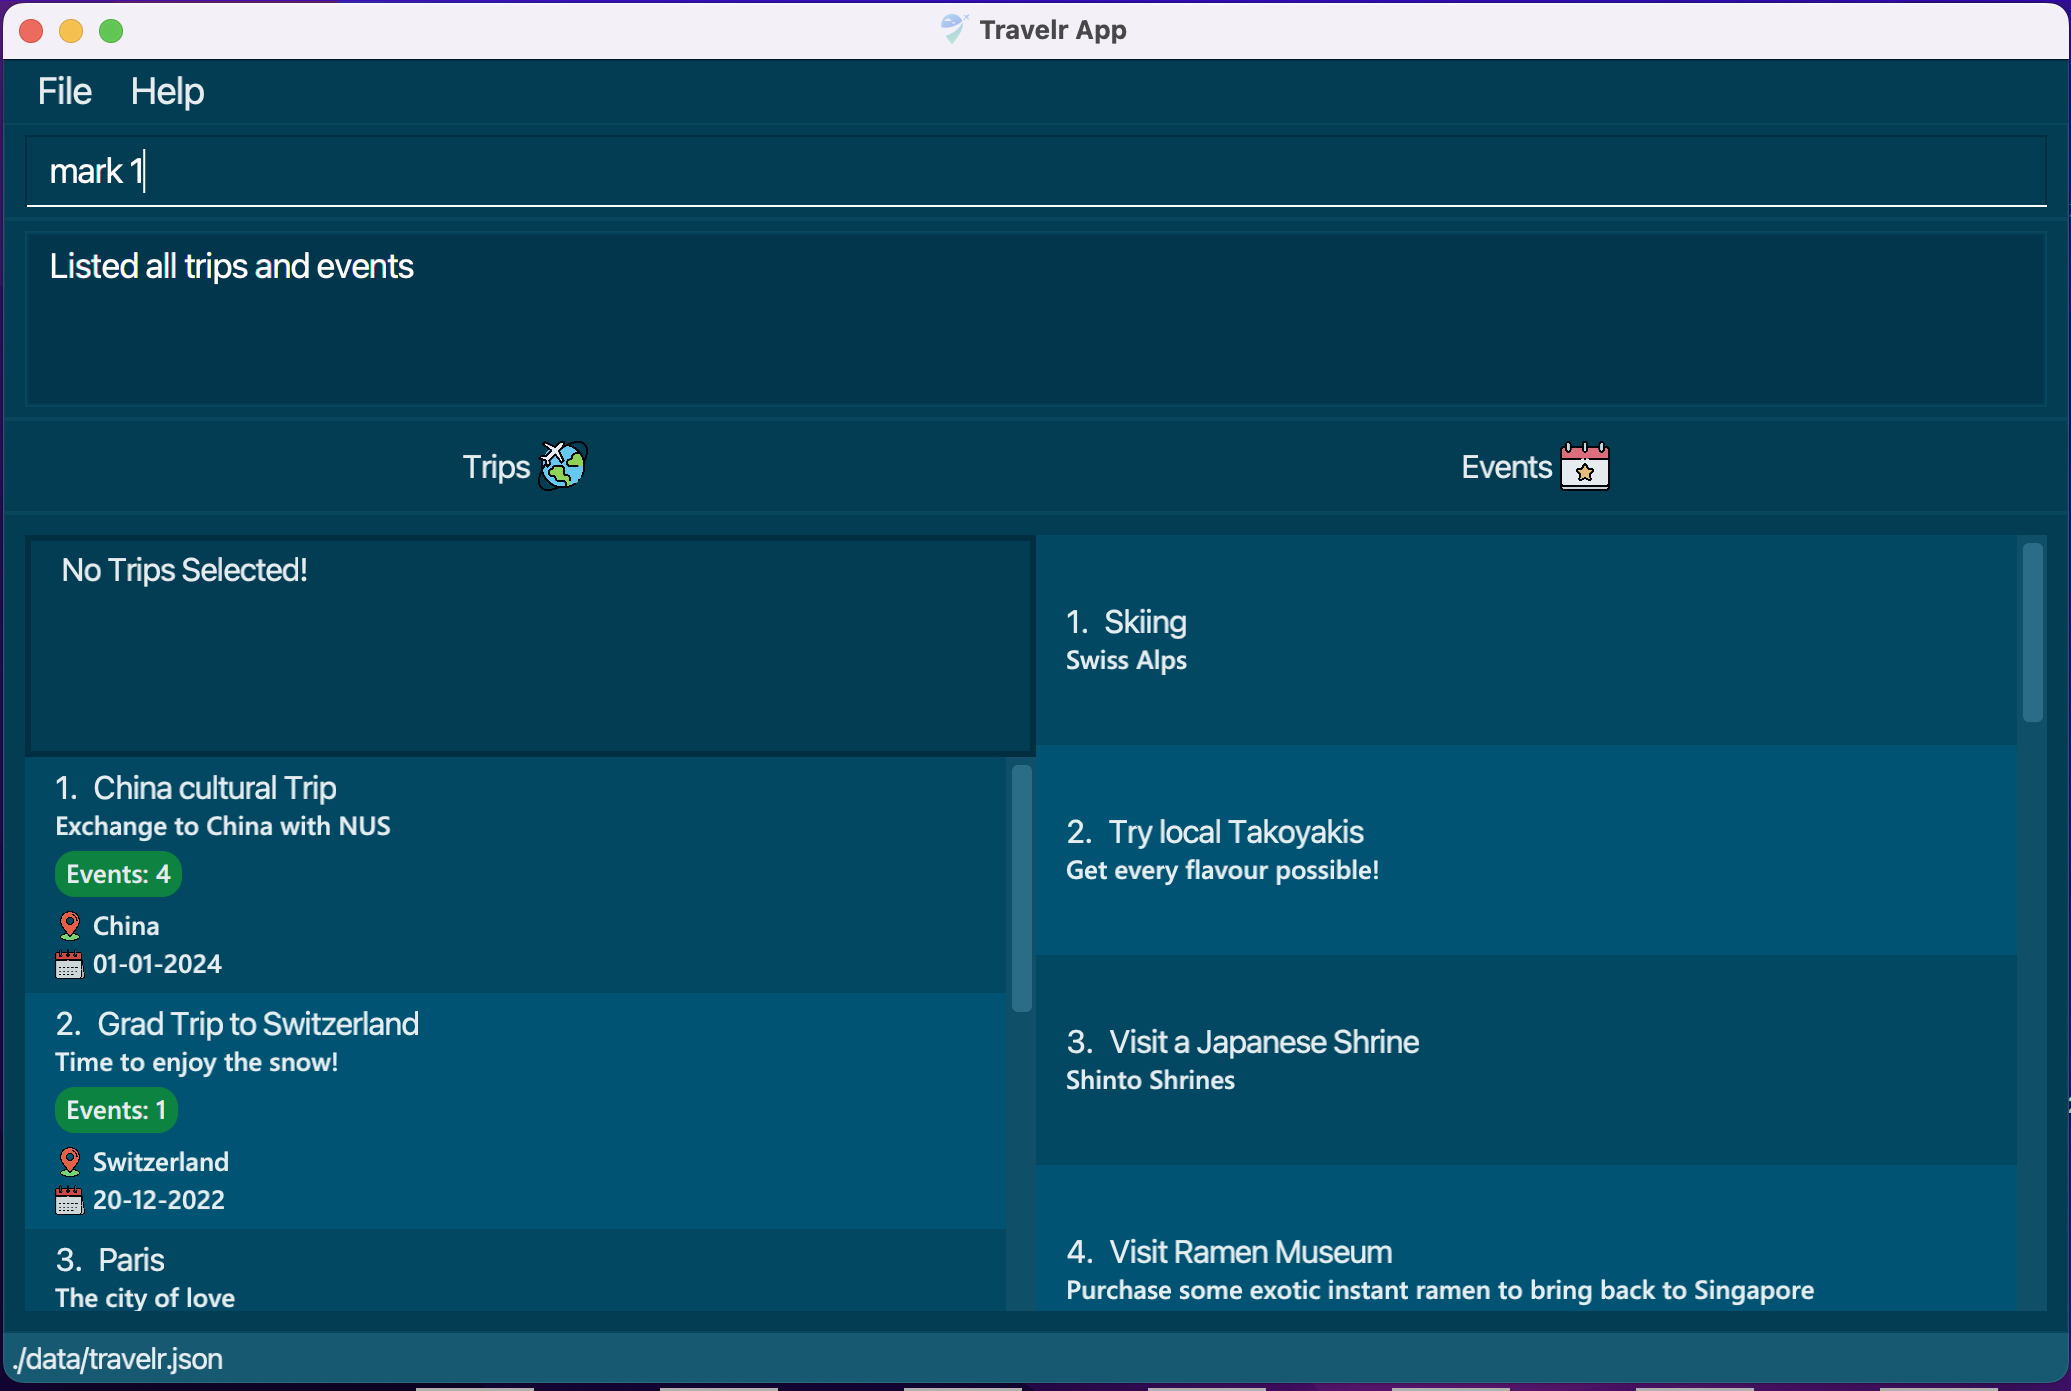 Travelr App
File Help
mark 1
Listed all trips and events
Trips
Events
No Trips Selected!
1. China cultural Trip
Exchange to China with NUS
Events: 4
China
01-01-2024
2. Grad Trip to Switzerland
Time to enjoy the snow!
Events: 1
Switzerland
20-12-2022
3. Paris
The city of love
1. Skiing
Swiss Alps
2. Try local Takoyakis
Get every flavour possible!
3. Visit a Japanese Shrine
Shinto Shrines
4. Visit Ramen Museum
Purchase some exotic instant ramen to bring back to Singapore
./data/travelr.json